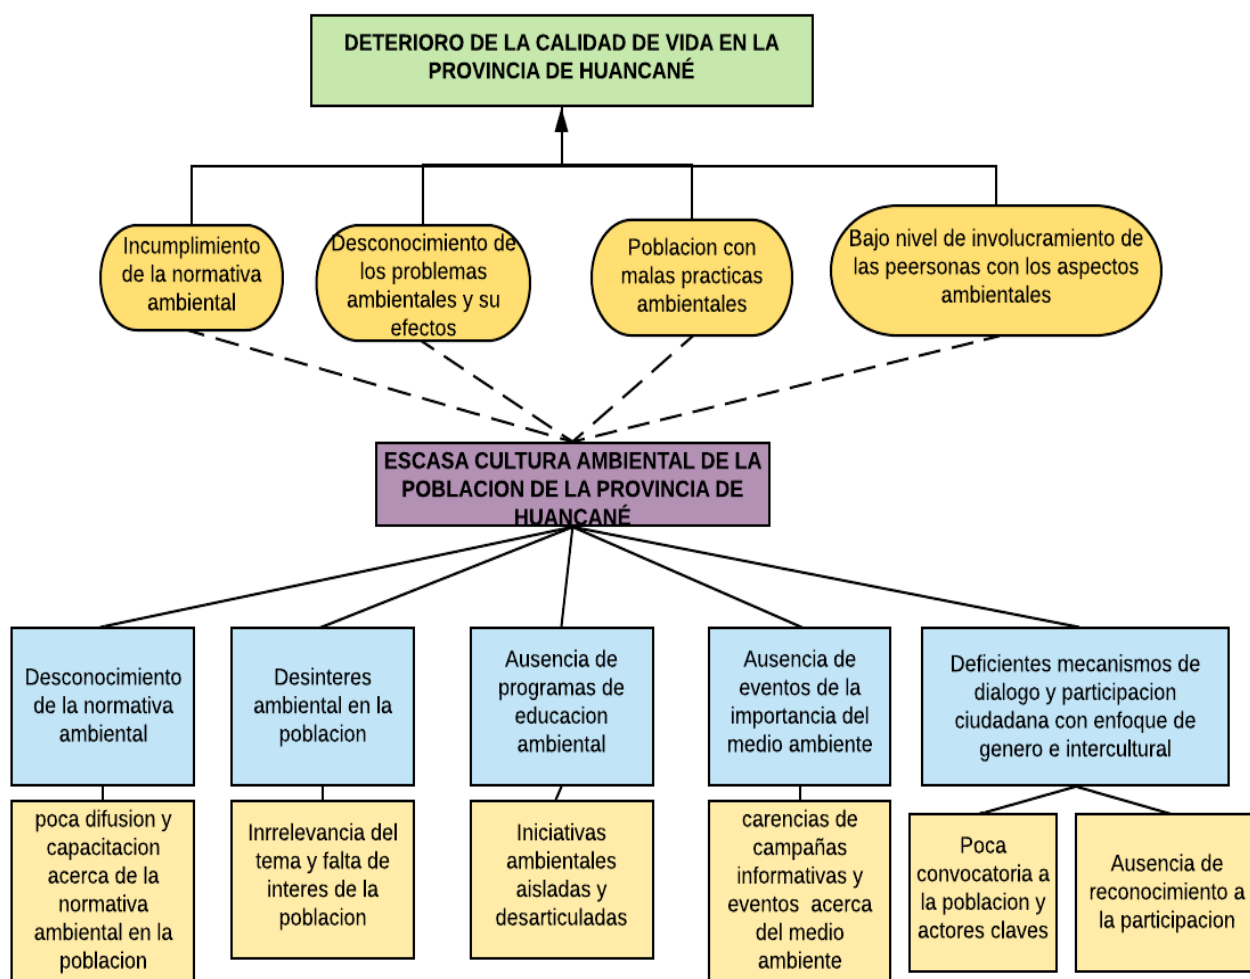 DETERIORO DE LA CALIDAD DE VIDA EN LA
PROVINCIA DE HUANCANÉ
Incumplimiento
de la normativa
ambiental
Desconocimiento de
los problemas
ambientales y su
efectos
Poblacion con
malas practicas
ambientales
Bajo nivel de involucramiento de
las peersonas con los aspectos
ambientales
ESCASA CULTURA AMBIENTAL DE LA
POBLACION DE LA PROVINCIA DE
HUANCANÉ
Desconocimiento
de la normativa
ambiental
Desinteres
ambiental en la
poblacion
Ausencia de
programas de
educacion
ambiental
Ausencia de
eventos de la
importancia del
medio ambiente
Deficientes mecanismos de
dialogo y participacion
ciudadana con enfoque de
genero e intercultural
poca difusion y
capacitacion
acerca de la
normativa
ambiental en la
poblacion
Inrrelevancia del
tema y falta de
interes de la
poblacion
Iniciativas
ambientales
aisladas y
desarticuladas
carencias de
campañas
informativas y
eventos acerca
del medio
ambiente
Poca
convocatoria a
la poblacion y
actores claves
Ausencia de
reconocimiento a
la participacion